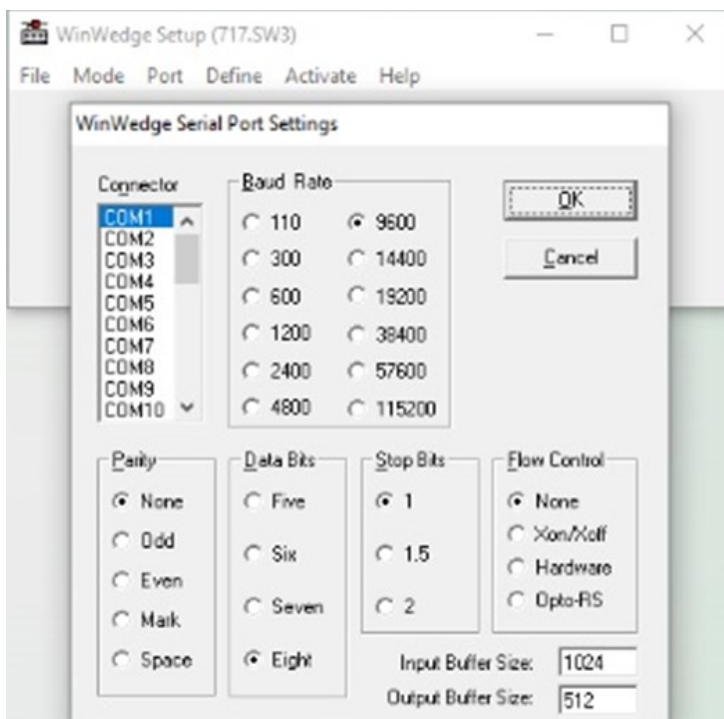 WinWedge Setup (717.SW3)
File Mode Port Define Activate Help
WinWedge Serial Port Settings
Connector
COM1
COM2
COM3
COM4
COM5
COM6
COM7
COM8
COM9
COM10
Baud Rate
110 9600
300 14400
600 19200
1200 38400
2400 57600
4800 115200
OK
Cancel
Parity
None
Odd
Even
Mark
Space
Data Bits
Five
Six
Seven
Eight
Stop Bits
1
1.5
2
Flow Control
None
Xon/Xoff
Hardware
Opto-RS
Input Buffer Size: 1024
Output Buffer Size: 512